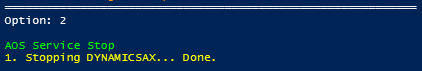 Option: 2
AOS Service Stop
1. Stopping DYNAMICSAX... Done.